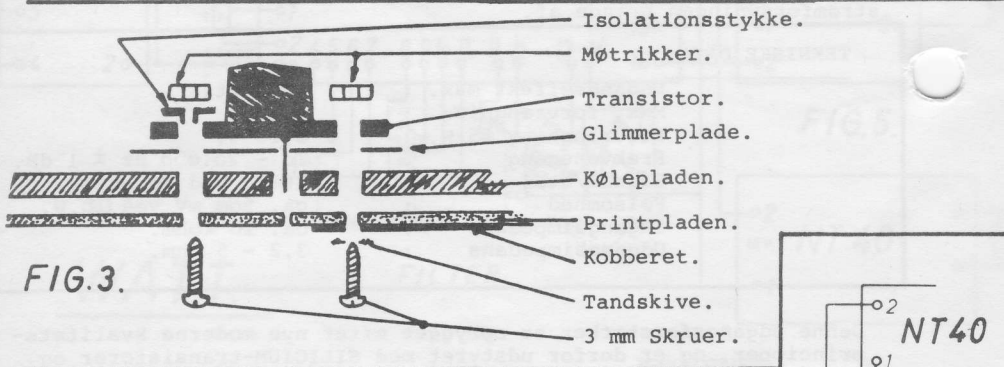 Isolationsstykke.
Møtrikker.
Transistor.
Glimmerplade.
Kølepladen.
Printpladen.
Kobberet.
Tandskive.
3 mm Skruer.
FIG.3.
2
NT40
1